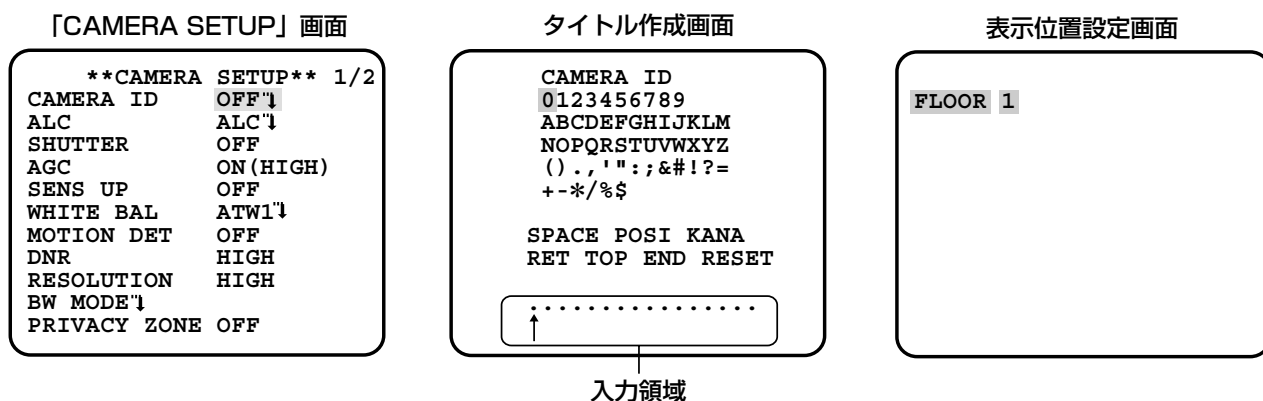 「CAMERA SETUP」画面
**CAMERA SETUP** 1/2
CAMERA ID OFF
ALC ALC
SHUTTER OFF
AGC ON(HIGH)
SENS UP OFF
WHITE BAL ATW1
MOTION DET OFF
DNR HIGH
RESOLUTION HIGH
BW MODE
PRIVACY ZONE OFF
タイトル作成画面
CAMERA ID
0123456789
ABCDEFGHIJKLM
NOPQRSTUVWXYZ
().,'":;&#!?=
+-*/%$
SPACE POSI KANA
RET TOP END RESET
................
入力領域
表示位置設定画面
FLOOR 1